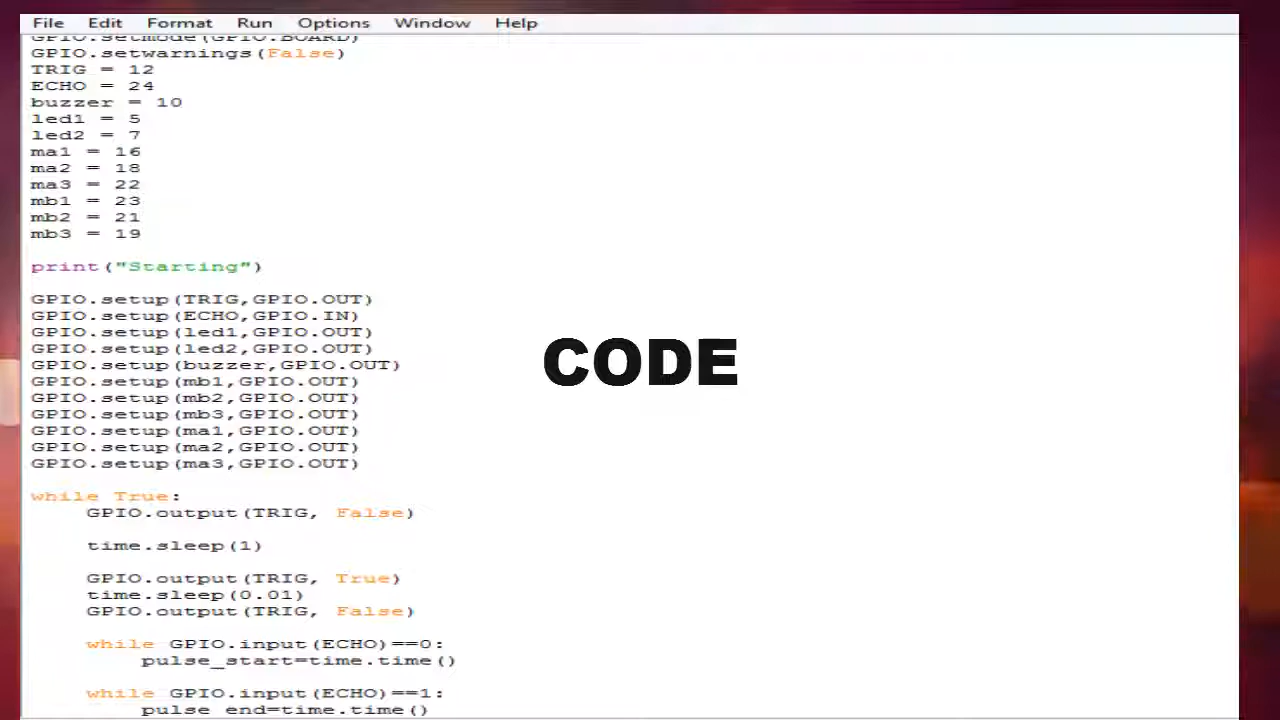 File Edit Format Run Options Window Help
GPIO.setmode(GPIO.BOARD)
GPIO.setwarnings(False)
TRIG = 12
ECHO = 24
buzzer = 10
led1 = 5
led2 = 7
ma1 = 16
ma2 = 18
ma3 = 22
mb1 = 23
mb2 = 21
mb3 = 19
print("Starting")
GPIO.setup(TRIG,GPIO.OUT)
GPIO.setup(ECHO,GPIO.IN)
GPIO.setup(led1,GPIO.OUT)
GPIO.setup(led2,GPIO.OUT)
GPIO.setup(buzzer,GPIO.OUT)
GPIO.setup(mb1,GPIO.OUT)
GPIO.setup(mb2,GPIO.OUT)
GPIO.setup(mb3,GPIO.OUT)
GPIO.setup(ma1,GPIO.OUT)
GPIO.setup(ma2,GPIO.OUT)
GPIO.setup(ma3,GPIO.OUT)
while True:
    GPIO.output(TRIG, False)
    time.sleep(1)
    GPIO.output(TRIG, True)
    time.sleep(0.01)
    GPIO.output(TRIG, False)
    while GPIO.input(ECHO)==0:
        pulse_start=time.time()
    while GPIO.input(ECHO)==1:
        pulse_end=time.time()
CODE